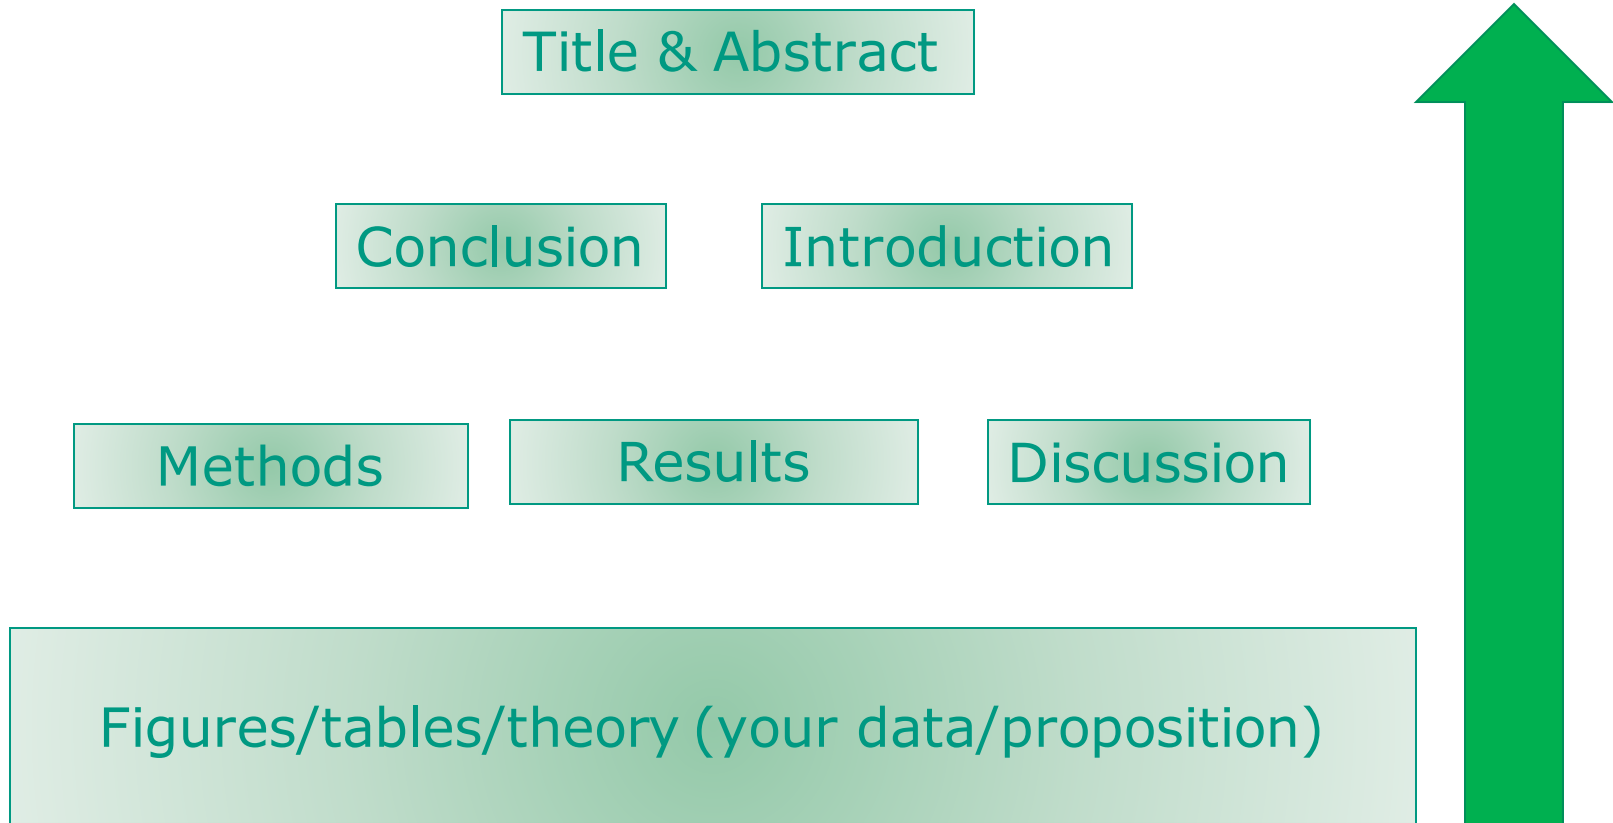 Title & Abstract
Conclusion
Introduction
Methods
Results
Discussion
Figures/tables/theory (your data/proposition)